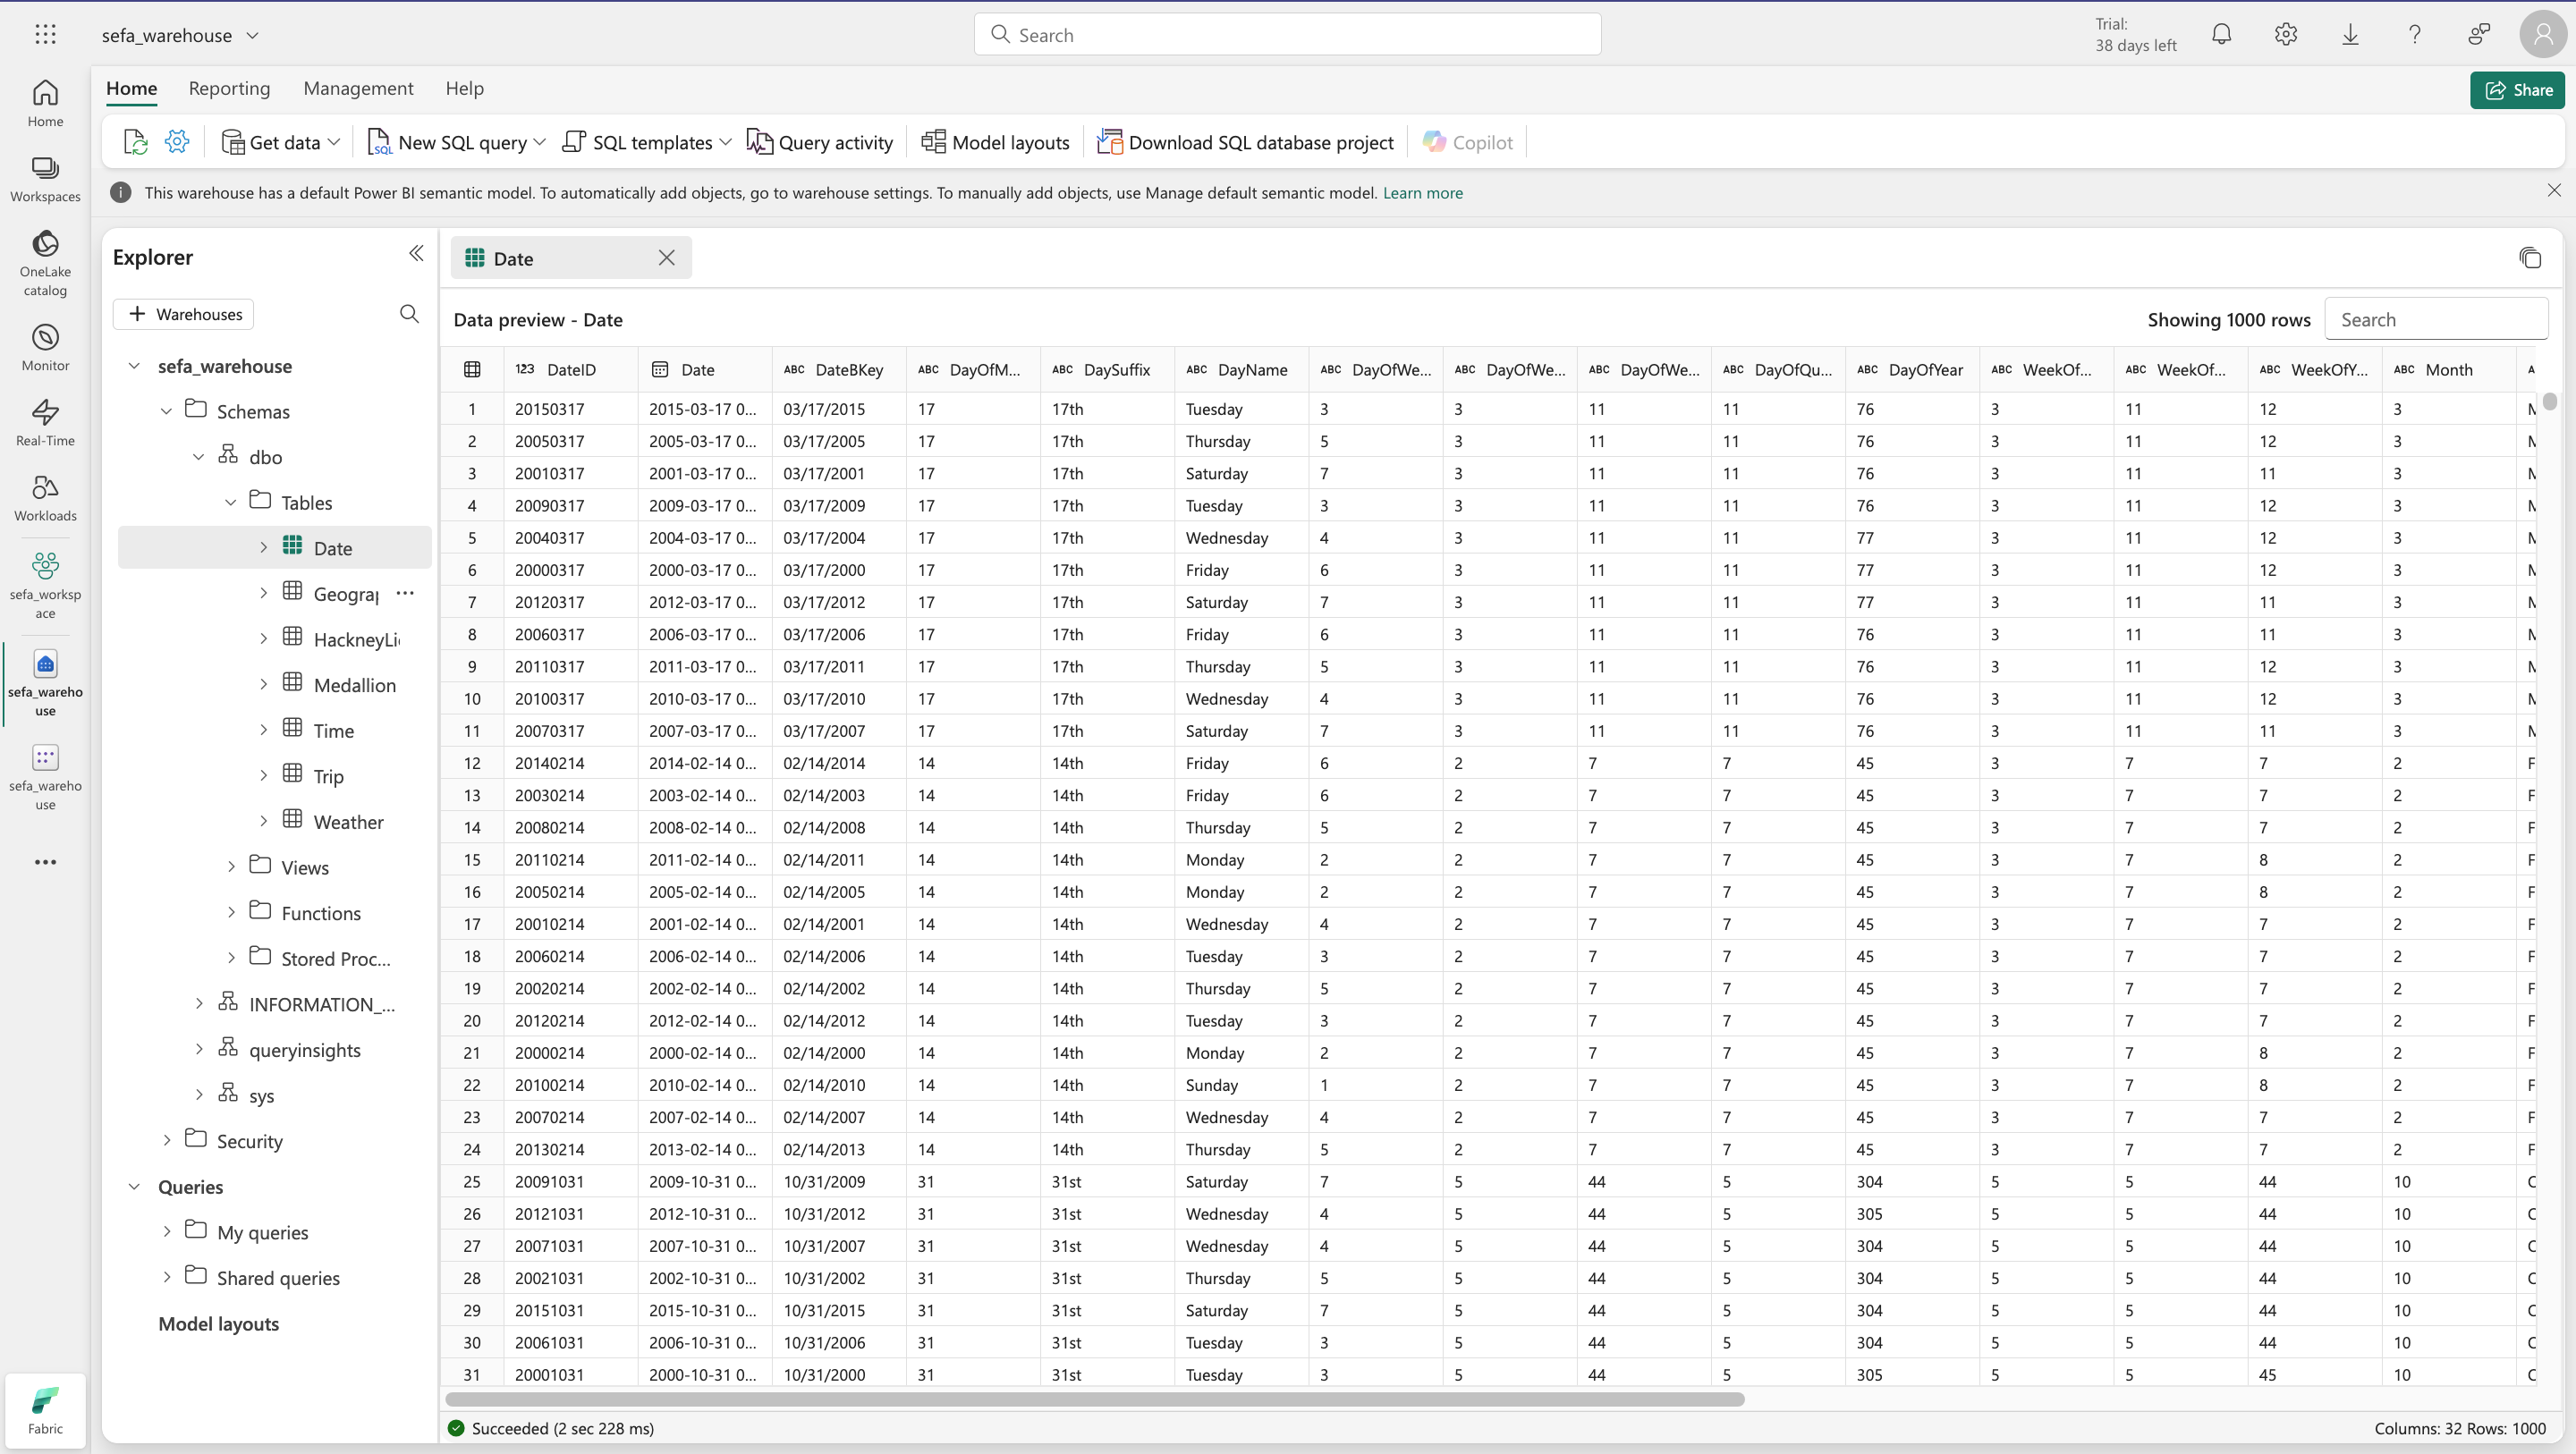 sefa_warehouse
Search
Trial:
38 days left
Home
Workspaces
OneLake
catalog
Monitor
Real-Time
Workloads
sefa_worksp
ace
sefa_wareho
use
sefa_wareho
use
Fabric
Home Reporting Management Help
Share
Get data New SQL query SQL templates Query activity Model layouts Download SQL database project Copilot
This warehouse has a default Power BI semantic model. To automatically add objects, go to warehouse settings. To manually add objects, use Manage default semantic model. Learn more
Explorer
+ Warehouses
sefa_warehouse
Schemas
dbo
Tables
Date
Geograp ...
HackneyLi
Medallion
Time
Trip
Weather
Views
Functions
Stored Proc...
INFORMATION_...
queryinsights
sys
Security
Queries
My queries
Shared queries
Model layouts
Date
Data preview - Date
Showing 1000 rows
Search
123 DateID Date ABC DateBKey ABC DayOfM... ABC DaySuffix ABC DayName ABC DayOfWe... ABC DayOfWe... ABC DayOfWe... ABC DayOfQu... ABC DayOfYear ABC WeekOf... ABC WeekOf... ABC WeekOfY... ABC Month A
1 20150317 2015-03-17 0... 03/17/2015 17 17th Tuesday 3 3 11 11 76 3 11 12 3
2 20050317 2005-03-17 0... 03/17/2005 17 17th Thursday 5 3 11 11 76 3 11 12 3
3 20010317 2001-03-17 0... 03/17/2001 17 17th Saturday 7 3 11 11 76 3 11 11 3
4 20090317 2009-03-17 0... 03/17/2009 17 17th Tuesday 3 3 11 11 76 3 11 12 3
5 20040317 2004-03-17 0... 03/17/2004 17 17th Wednesday 4 3 11 11 77 3 11 12 3
6 20000317 2000-03-17 0... 03/17/2000 17 17th Friday 6 3 11 11 77 3 11 12 3
7 20120317 2012-03-17 0... 03/17/2012 17 17th Saturday 7 3 11 11 77 3 11 11 3
8 20060317 2006-03-17 0... 03/17/2006 17 17th Friday 6 3 11 11 76 3 11 11 3
9 20110317 2011-03-17 0... 03/17/2011 17 17th Thursday 5 3 11 11 76 3 11 12 3
10 20100317 2010-03-17 0... 03/17/2010 17 17th Wednesday 4 3 11 11 76 3 11 12 3
11 20070317 2007-03-17 0... 03/17/2007 17 17th Saturday 7 3 11 11 76 3 11 11 3
12 20140214 2014-02-14 0... 02/14/2014 14 14th Friday 6 2 7 7 45 3 7 7 2 F
13 20030214 2003-02-14 0... 02/14/2003 14 14th Friday 6 2 7 7 45 3 7 7 2 F
14 20080214 2008-02-14 0... 02/14/2008 14 14th Thursday 5 2 7 7 45 3 7 7 2 F
15 20110214 2011-02-14 0... 02/14/2011 14 14th Monday 2 2 7 7 45 3 7 8 2 F
16 20050214 2005-02-14 0... 02/14/2005 14 14th Monday 2 2 7 7 45 3 7 8 2 F
17 20010214 2001-02-14 0... 02/14/2001 14 14th Wednesday 4 2 7 7 45 3 7 7 2 F
18 20060214 2006-02-14 0... 02/14/2006 14 14th Tuesday 3 2 7 7 45 3 7 7 2 F
19 20020214 2002-02-14 0... 02/14/2002 14 14th Thursday 5 2 7 7 45 3 7 7 2 F
20 20120214 2012-02-14 0... 02/14/2012 14 14th Tuesday 3 2 7 7 45 3 7 7 2 F
21 20000214 2000-02-14 0... 02/14/2000 14 14th Monday 2 2 7 7 45 3 7 8 2 F
22 20100214 2010-02-14 0... 02/14/2010 14 14th Sunday 1 2 7 7 45 3 7 8 2 F
23 20070214 2007-02-14 0... 02/14/2007 14 14th Wednesday 4 2 7 7 45 3 7 7 2 F
24 20130214 2013-02-14 0... 02/14/2013 14 14th Thursday 5 2 7 7 45 3 7 7 2 F
25 20091031 2009-10-31 0... 10/31/2009 31 31st Saturday 7 5 44 5 304 5 5 44 10
26 20121031 2012-10-31 0... 10/31/2012 31 31st Wednesday 4 5 44 5 305 5 5 44 10
27 20071031 2007-10-31 0... 10/31/2007 31 31st Wednesday 4 5 44 5 304 5 5 44 10
28 20021031 2002-10-31 0... 10/31/2002 31 31st Thursday 5 5 44 5 304 5 5 44 10
29 20151031 2015-10-31 0... 10/31/2015 31 31st Saturday 7 5 44 5 304 5 5 44 10
30 20061031 2006-10-31 0... 10/31/2006 31 31st Tuesday 3 5 44 5 304 5 5 44 10
31 20001031 2000-10-31 0... 10/31/2000 31 31st Tuesday 3 5 44 5 305 5 5 45 10
Succeeded (2 sec 228 ms)
Columns: 32 Rows: 1000